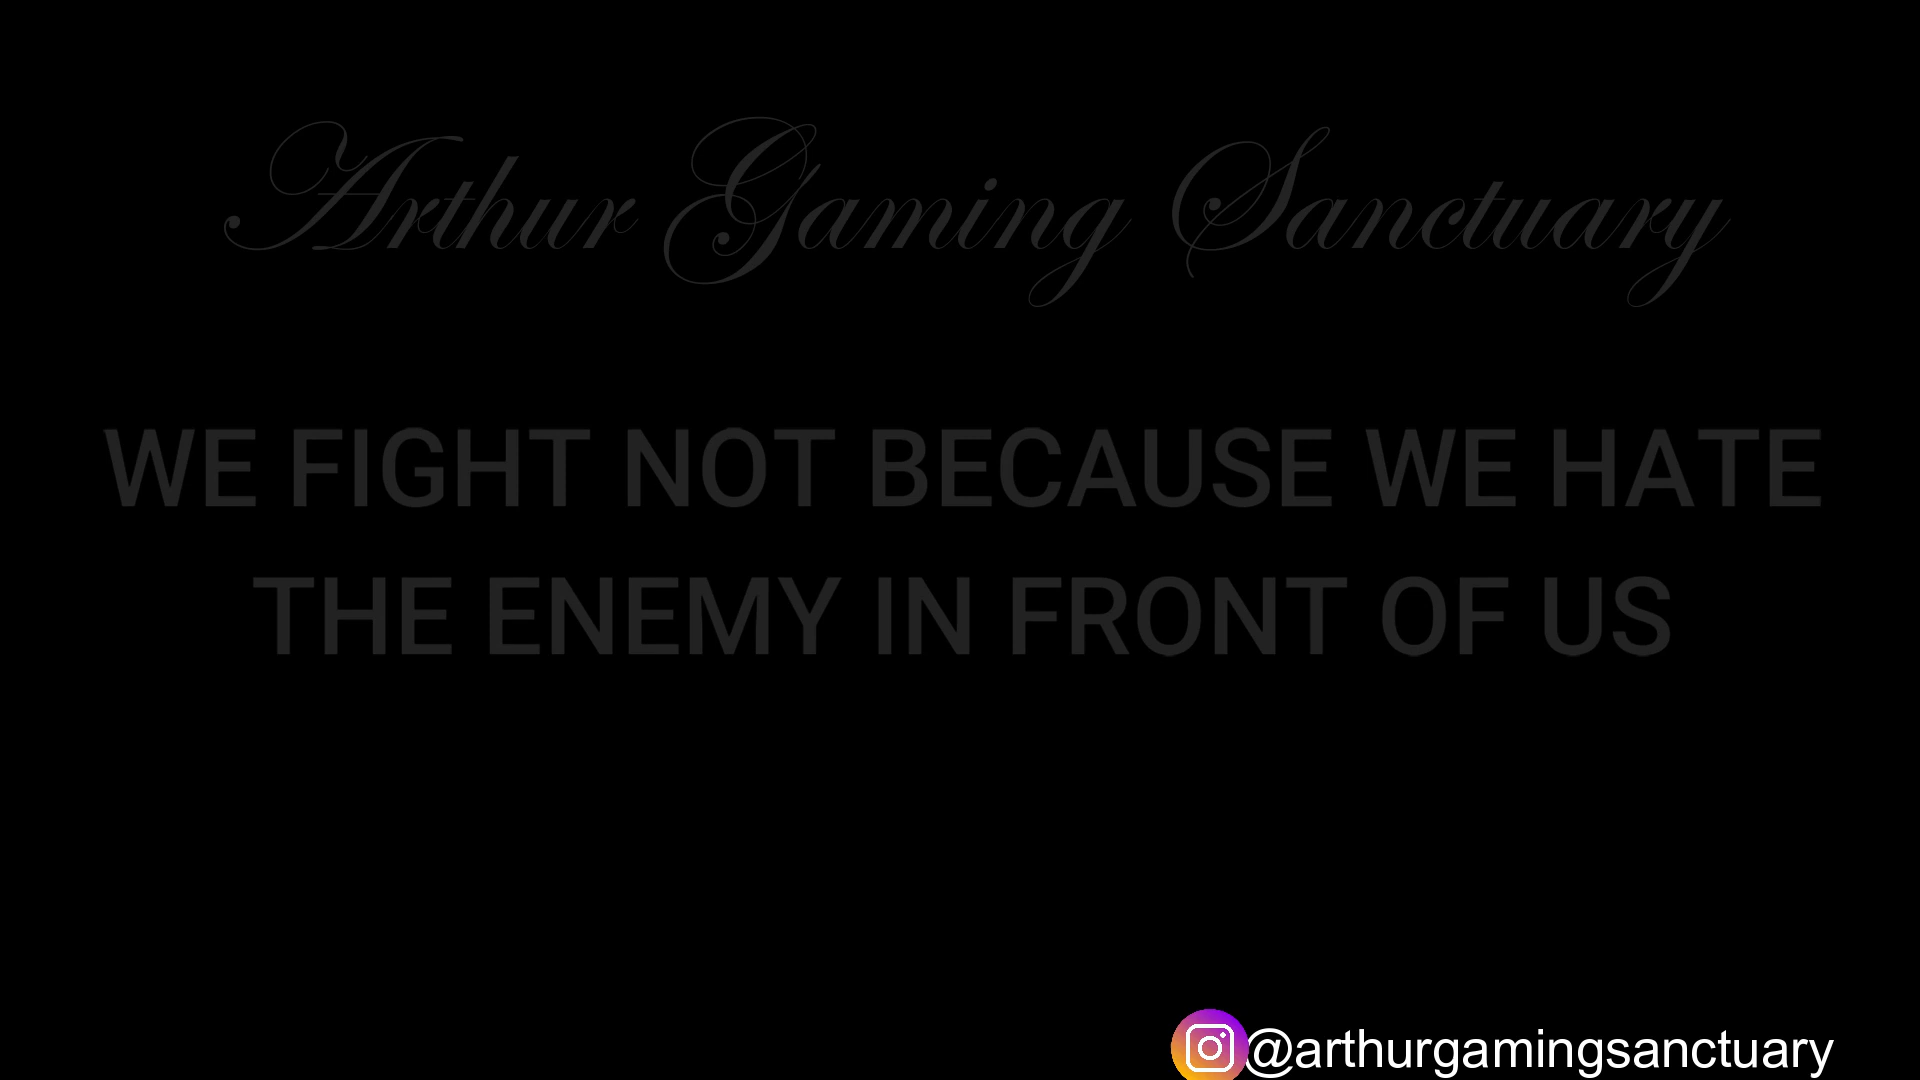 Arthur Gaming Sanctuary
WE FIGHT NOT BECAUSE WE HATE
THE ENEMY IN FRONT OF US
@arthurgamingsanctuary